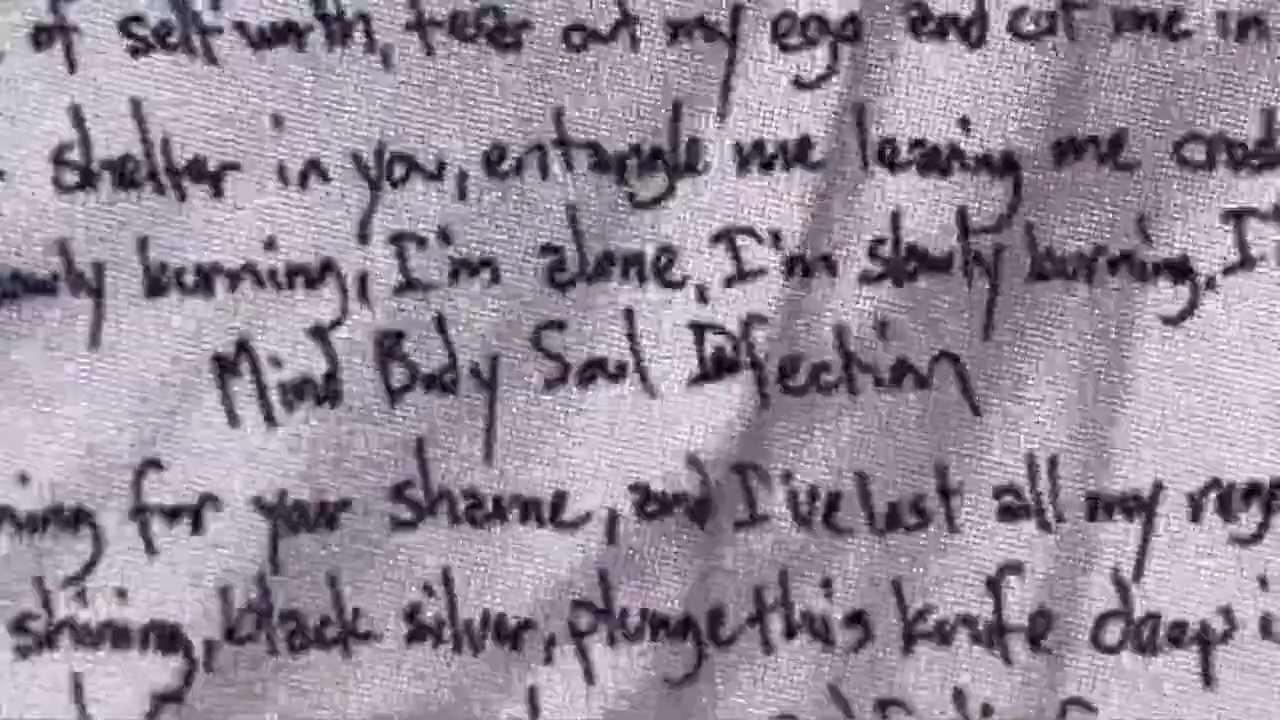 of self worth, tear out my ego and cut me in
shelter in you, entangle me leaving me
burning, I'm alone, I'm slowly burning,
Mind Body Soul
for your shame, and I've lost all my
shining, black silver, plunge this knife deep